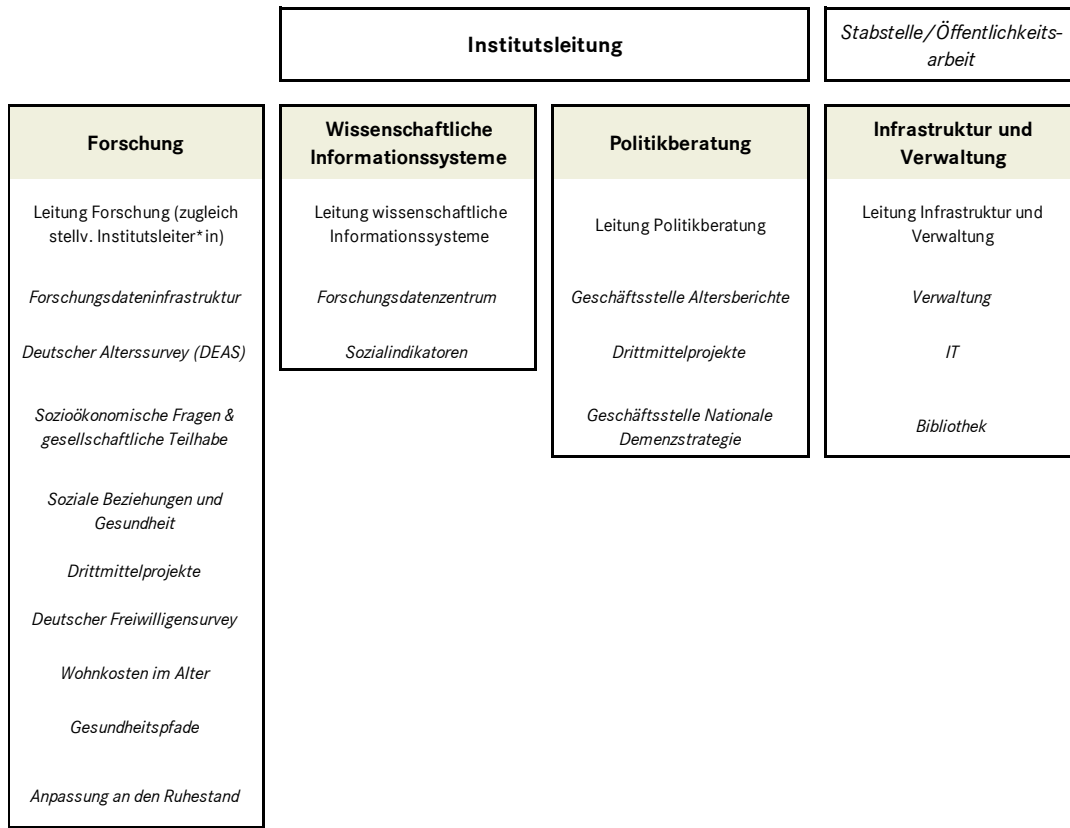 Institutsleitung
Stabstelle/Öffentlichkeits-
arbeit
Forschung
Leitung Forschung (zugleich
stellv. Institutsleiter*in)
Forschungsdateninfrastruktur
Deutscher Alterssurvey (DEAS)
Sozioökonomische Fragen &
gesellschaftliche Teilhabe
Soziale Beziehungen und
Gesundheit
Drittmittelprojekte
Deutscher Freiwilligensurvey
Wohnkosten im Alter
Gesundheitspfade
Anpassung an den Ruhestand
Wissenschaftliche
Informationssysteme
Leitung wissenschaftliche
Informationssysteme
Forschungsdatenzentrum
Sozialindikatoren
Politikberatung
Leitung Politikberatung
Geschäftsstelle Altersberichte
Drittmittelprojekte
Geschäftsstelle Nationale
Demenzstrategie
Infrastruktur und
Verwaltung
Leitung Infrastruktur und
Verwaltung
Verwaltung
IT
Bibliothek